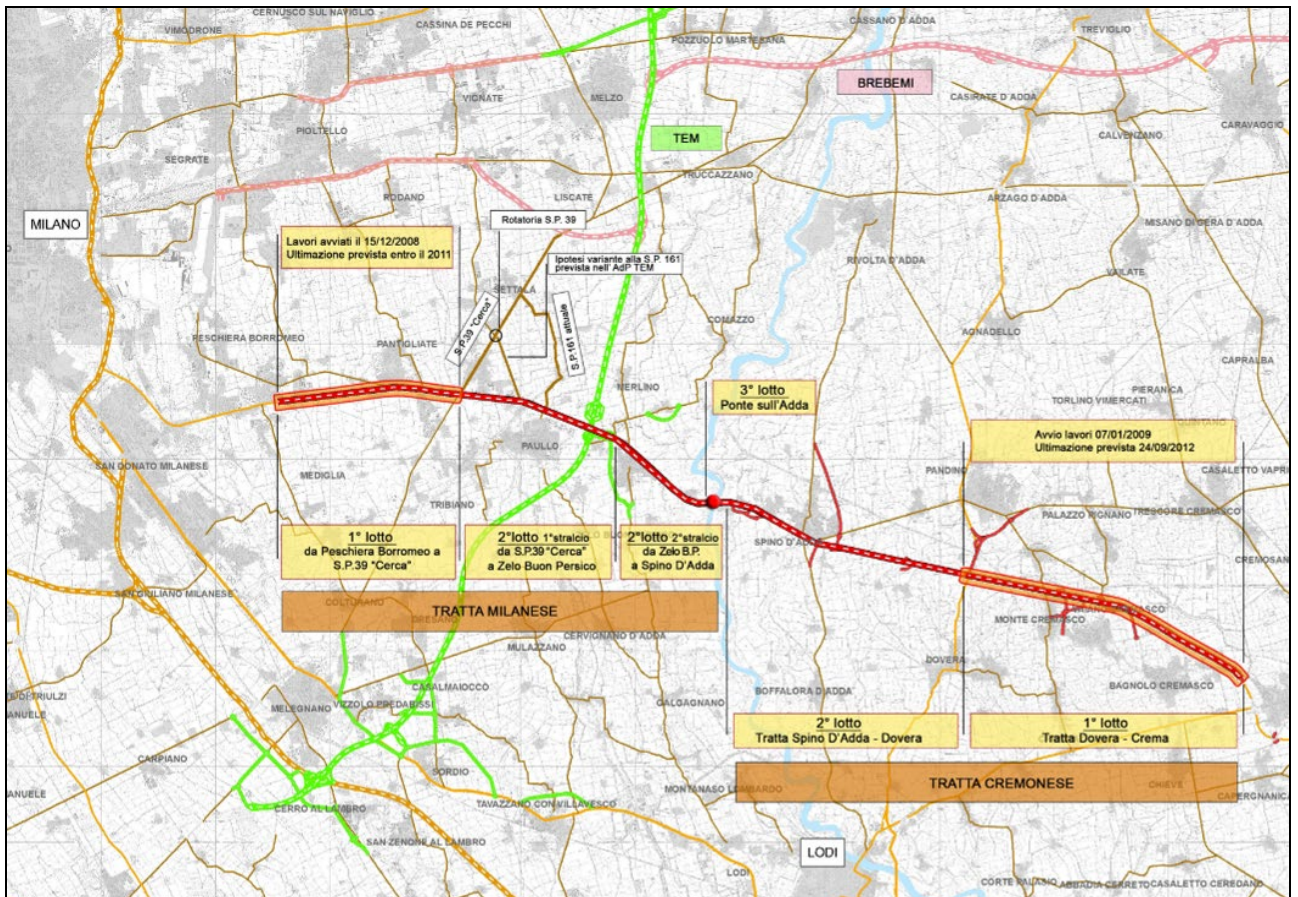 CERNUSCO SUL NAVIGLIO
VIMODRONE
CASSINA DE PECCHI
CASSANO D'ADDA
TREVIGLIO
POZZUOLO MARTESANA
BREBEMI
VIGNATE
MELZO
CASIRATE D'ADDA
PIOLTELLO
TEM
CALVENZANO
CARAVAGGIO
SEGRATE
TRUCCAZZANO
RODANO
LISCATE
ARZAGO D'ADDA
MILANO
Rotatoria S.P. 39
MISANO DI GERA D'ADDA
Lavori avviati il 15/12/2008
Ultimazione prevista entro il 2011
Ipotesi variante alla S.P. 161
prevista nell' AdP TEM
RIVOLTA D'ADDA
VAILATE
SETTALA
S.P.39 "Cerca"
S.P.161 attuale
COMAZZO
AGNADELLO
PESCHIERA BORROMEO
PANTIGLIATE
CAPRALBA
MERLINO
3° lotto
Ponte sull'Adda
PIERANICA
TORLINO VIMERCATI
QUINTANO
Avvio lavori 07/01/2009
Ultimazione prevista 24/09/2012
PAULLO
SAN DONATO MILANESE
MEDIGLIA
PANDINO
CASALETTO VAPR
TRIBIANO
PALAZZO PIGNANO
TRESCORE CREMASCO
1° lotto
da Peschiera Borromeo a
S.P.39 "Cerca"
2°lotto 1°stralcio
da S.P.39 "Cerca"
a Zelo Buon Persico
2°lotto 2°stralcio
da Zelo B.P.
a Spino D'Adda
SPINO D'ADDA
CREMOSAN
SAN GIULIANO MILANESE
COLTURANO
TRATTA MILANESE
DRESANO
MULAZZANO
CERVIGNANO D'ADDA
MONTE CREMASCO
DOVERA
CASALMAIOCCO
BOFFALORA D'ADDA
BAGNOLO CREMASCO
MELEGNANO
VIZZOLO PREDABISSI
GALGAGNANO
2° lotto
Tratta Spino D'Adda - Dovera
1° lotto
Tratta Dovera - Crema
CARPIANO
SORDIO
MONTANASO LOMBARDO
TRATTA CREMONESE
CHIEVE
CAPERGNANICA
CERRO AL LAMBRO
TAVAZZANO CON VILLAVESCO
SAN ZENONE AL LAMBRO
LODI
LODI
CORTE PALASIO
ABBADIA CERRETO
CASALETTO CEREDANO